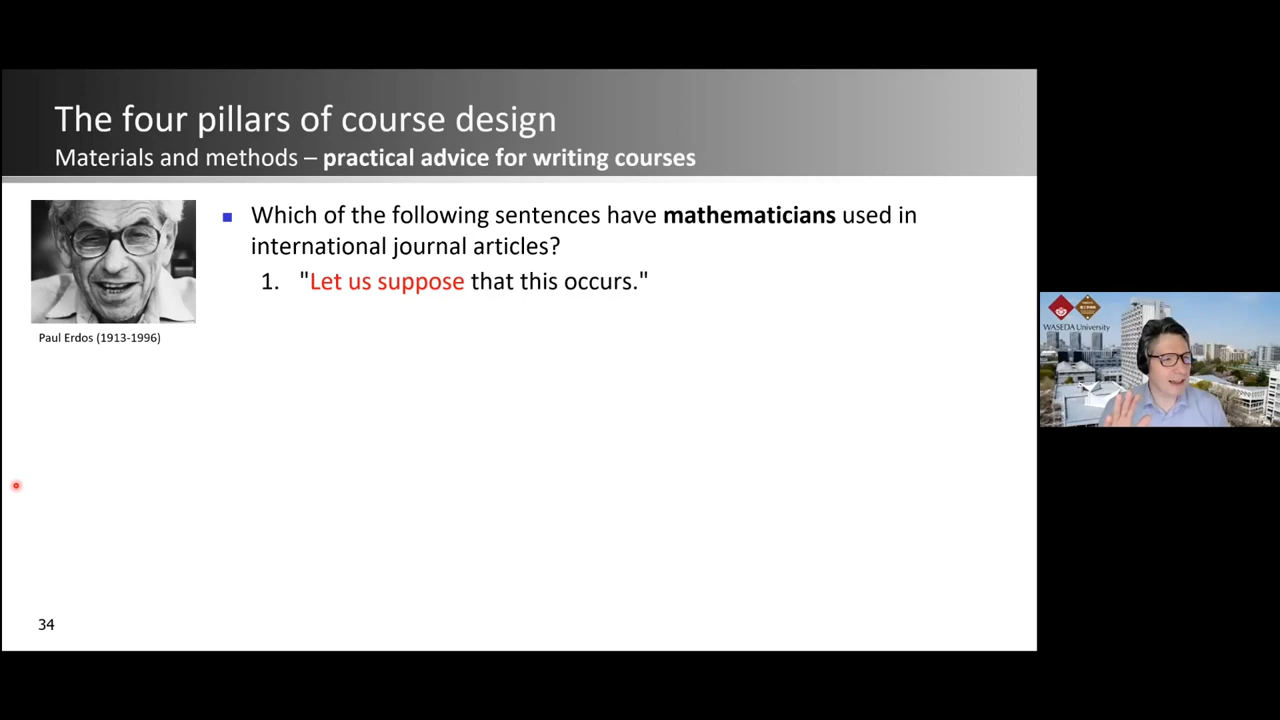 The four pillars of course design
Materials and methods – practical advice for writing courses
Which of the following sentences have mathematicians used in
international journal articles?
1. "Let us suppose that this occurs."
Paul Erdos (1913-1996)
34
WASEDA University